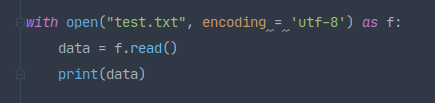 with open("test.txt", encoding = 'utf-8') as f:
    data = f.read()
    print(data)